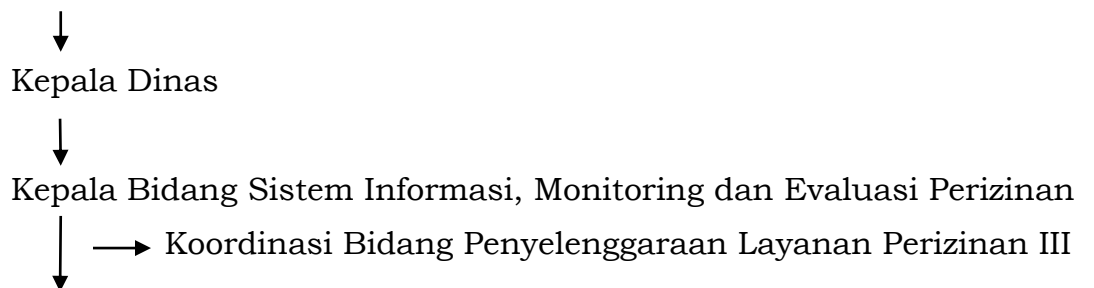 Kepala Dinas
Kepala Bidang Sistem Informasi, Monitoring dan Evaluasi Perizinan
Koordinasi Bidang Penyelenggaraan Layanan Perizinan III